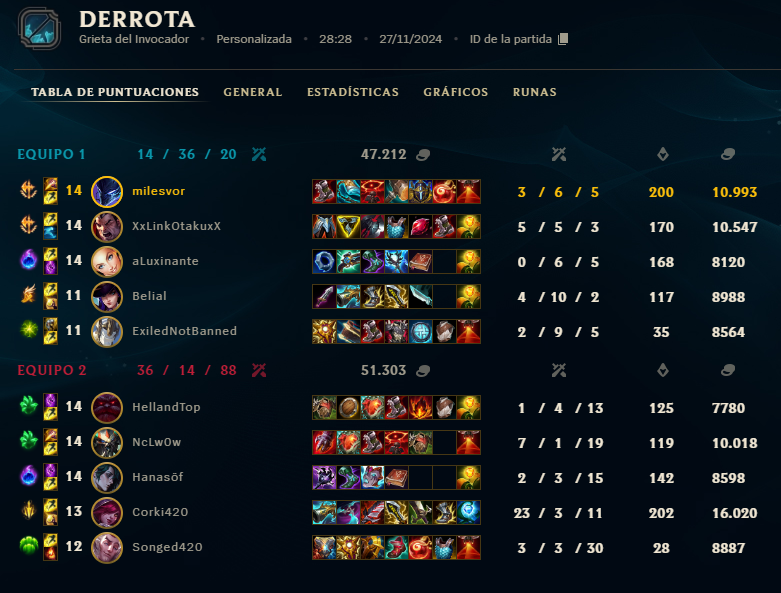 DERROTA
Grieta del Invocador • Personalizada • 28:28 • 27/11/2024 • ID de la partida
TABLA DE PUNTUACIONES GENERAL ESTADÍSTICAS GRÁFICOS RUNAS
EQUIPO 1 14 / 36 / 20 47.212
14 milesvor 3 / 6 / 5 200 10.993
14 XxLinkOtakuxX 5 / 5 / 3 170 10.547
14 aLuxinante 0 / 6 / 5 168 8120
11 Belial 4 / 10 / 2 117 8988
11 ExiledNotBanned 2 / 9 / 5 35 8564
EQUIPO 2 36 / 14 / 88 51.303
14 HellandTop 1 / 4 / 13 125 7780
14 NcLw0w 7 / 1 / 19 119 10.018
14 Hanasōf 2 / 3 / 15 142 8598
13 Corki420 23 / 3 / 11 202 16.020
12 Songed420 3 / 3 / 30 28 8887